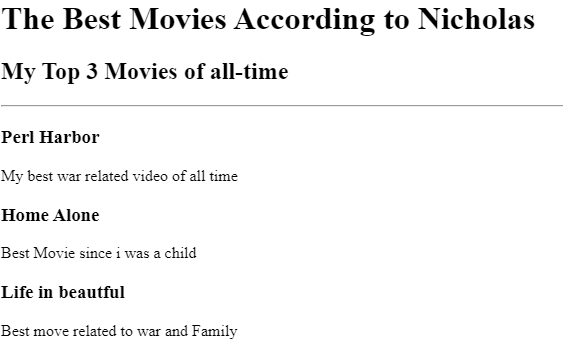 The Best Movies According to Nicholas
My Top 3 Movies of all-time
Perl Harbor
My best war related video of all time
Home Alone
Best Movie since i was a child
Life in beautful
Best move related to war and Family